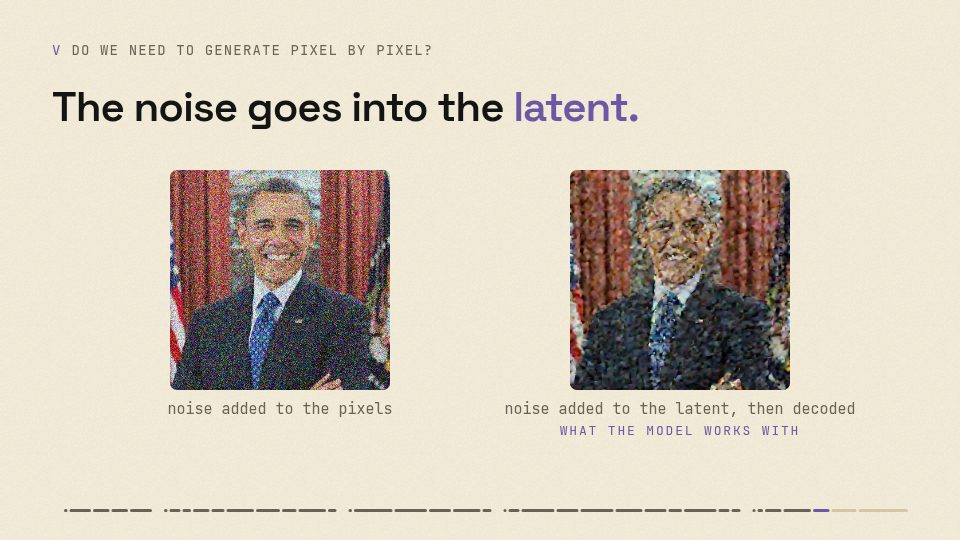 V DO WE NEED TO GENERATE PIXEL BY PIXEL?
The noise goes into the latent.
noise added to the pixels
noise added to the latent, then decoded
WHAT THE MODEL WORKS WITH